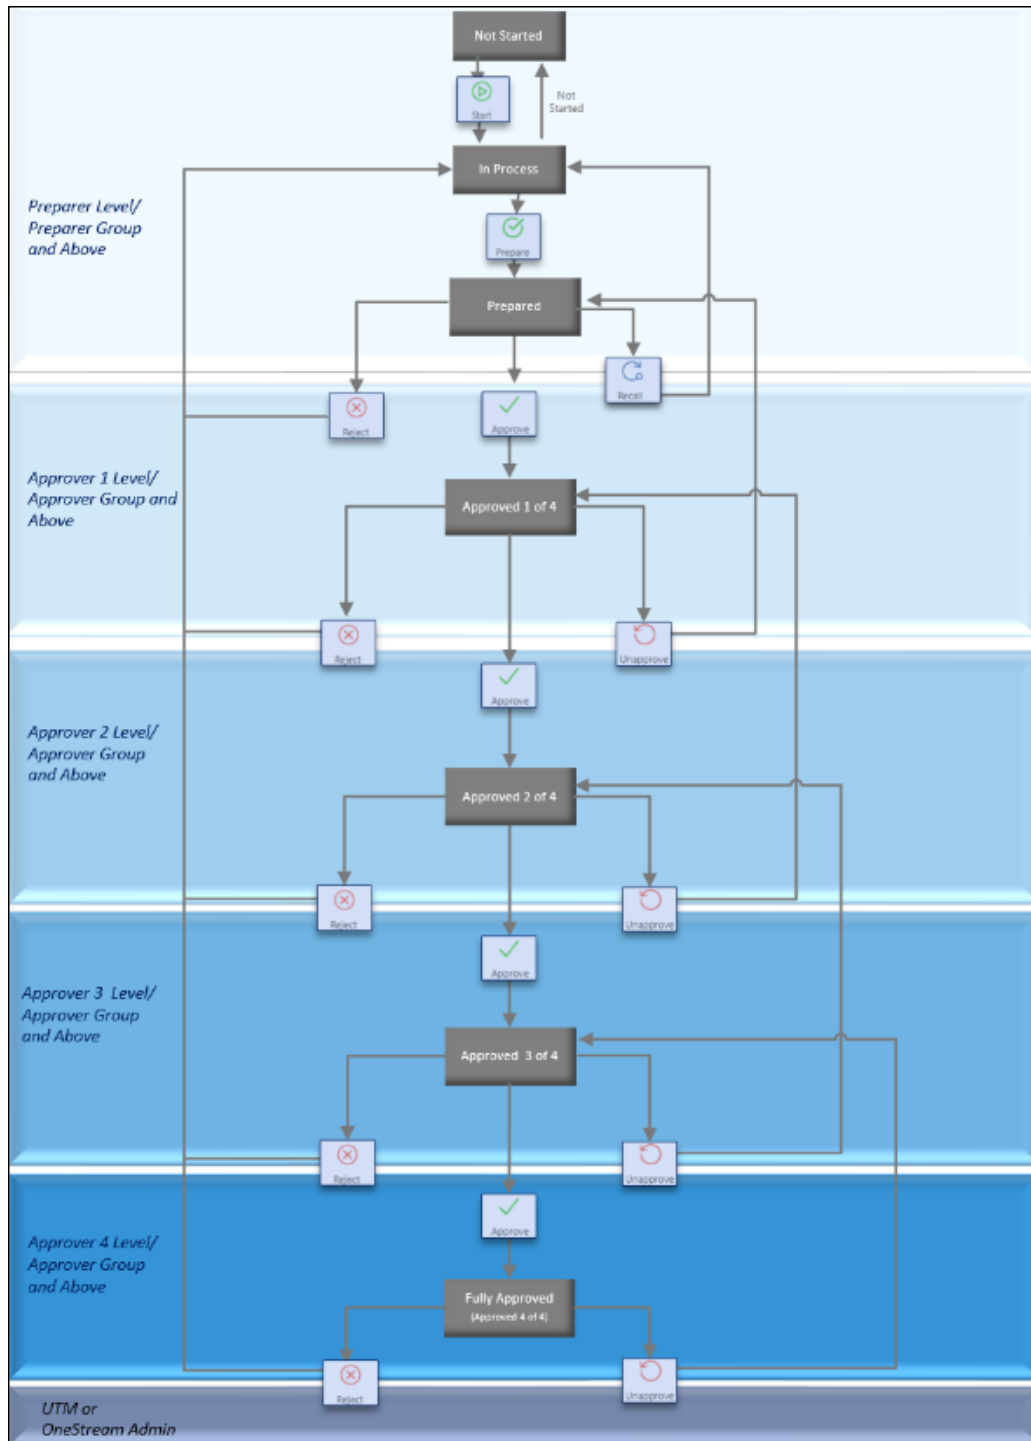 Not Started
Start
Not
Started
In Process
Preparer Level/
Preparer Group
and Above
Prepare
Prepared
Recall
Reject
Approve
Approver 1 Level/
Approver Group and
Above
Approved 1 of 4
Reject
Unapprove
Approve
Approver 2 Level/
Approver Group
and Above
Approved 2 of 4
Reject
Unapprove
Approve
Approver 3 Level/
Approver Group
and Above
Approved 3 of 4
Reject
Unapprove
Approve
Approver 4 Level/
Approver Group
and Above
Fully Approved
(Approved 4 of 4)
Reject
Unapprove
UTM or
OneStream Admin